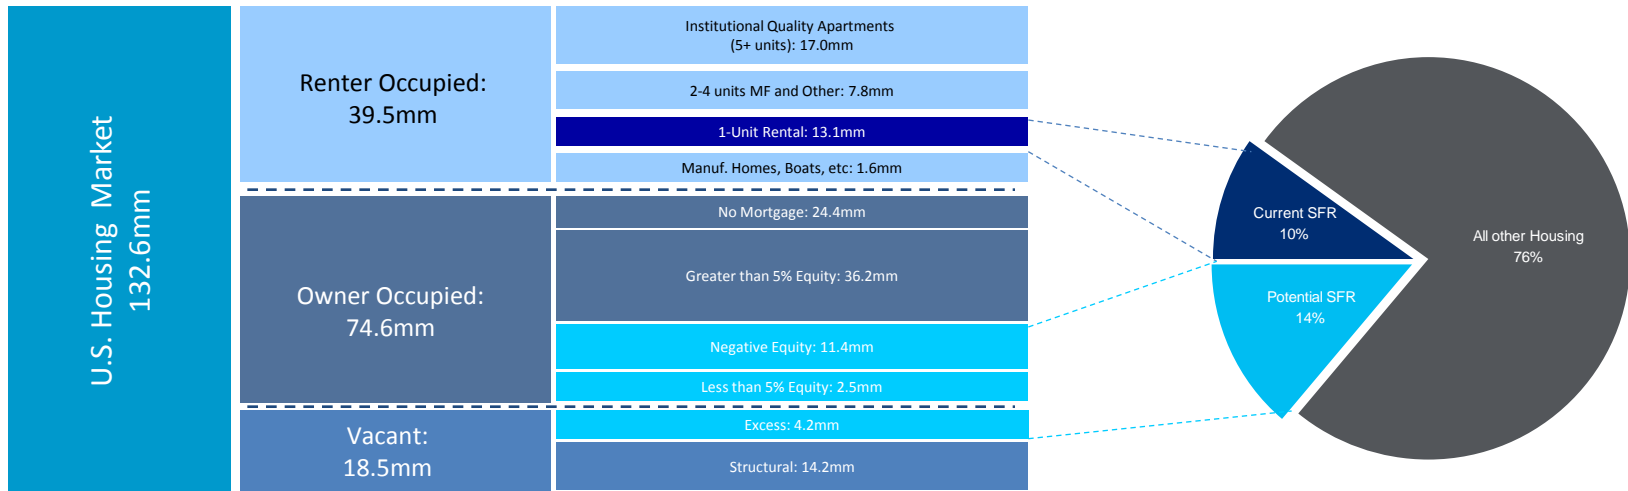 U.S. Housing Market
132.6mm
Renter Occupied:
39.5mm
Institutional Quality Apartments
(5+ units): 17.0mm
2-4 units MF and Other: 7.8mm
1-Unit Rental: 13.1mm
Manuf. Homes, Boats, etc: 1.6mm
Owner Occupied:
74.6mm
No Mortgage: 24.4mm
Greater than 5% Equity: 36.2mm
Negative Equity: 11.4mm
Less than 5% Equity: 2.5mm
Vacant:
18.5mm
Excess: 4.2mm
Structural: 14.2mm
Current SFR
10%
Potential SFR
14%
All other Housing
76%